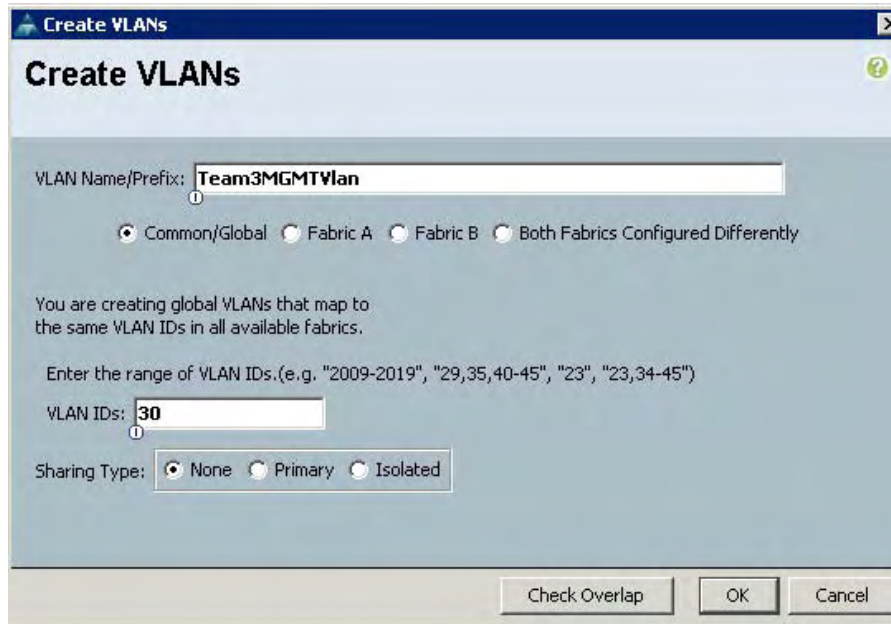 Create VLANs
Create VLANs
VLAN Name/Prefix: Team3MGMTVlan
Common/Global Fabric A Fabric B Both Fabrics Configured Differently
You are creating global VLANs that map to
the same VLAN IDs in all available fabrics.
Enter the range of VLAN IDs.(e.g. "2009-2019", "29,35,40-45", "23", "23,34-45")
VLAN IDs: 30
Sharing Type: None Primary Isolated
Check Overlap OK Cancel